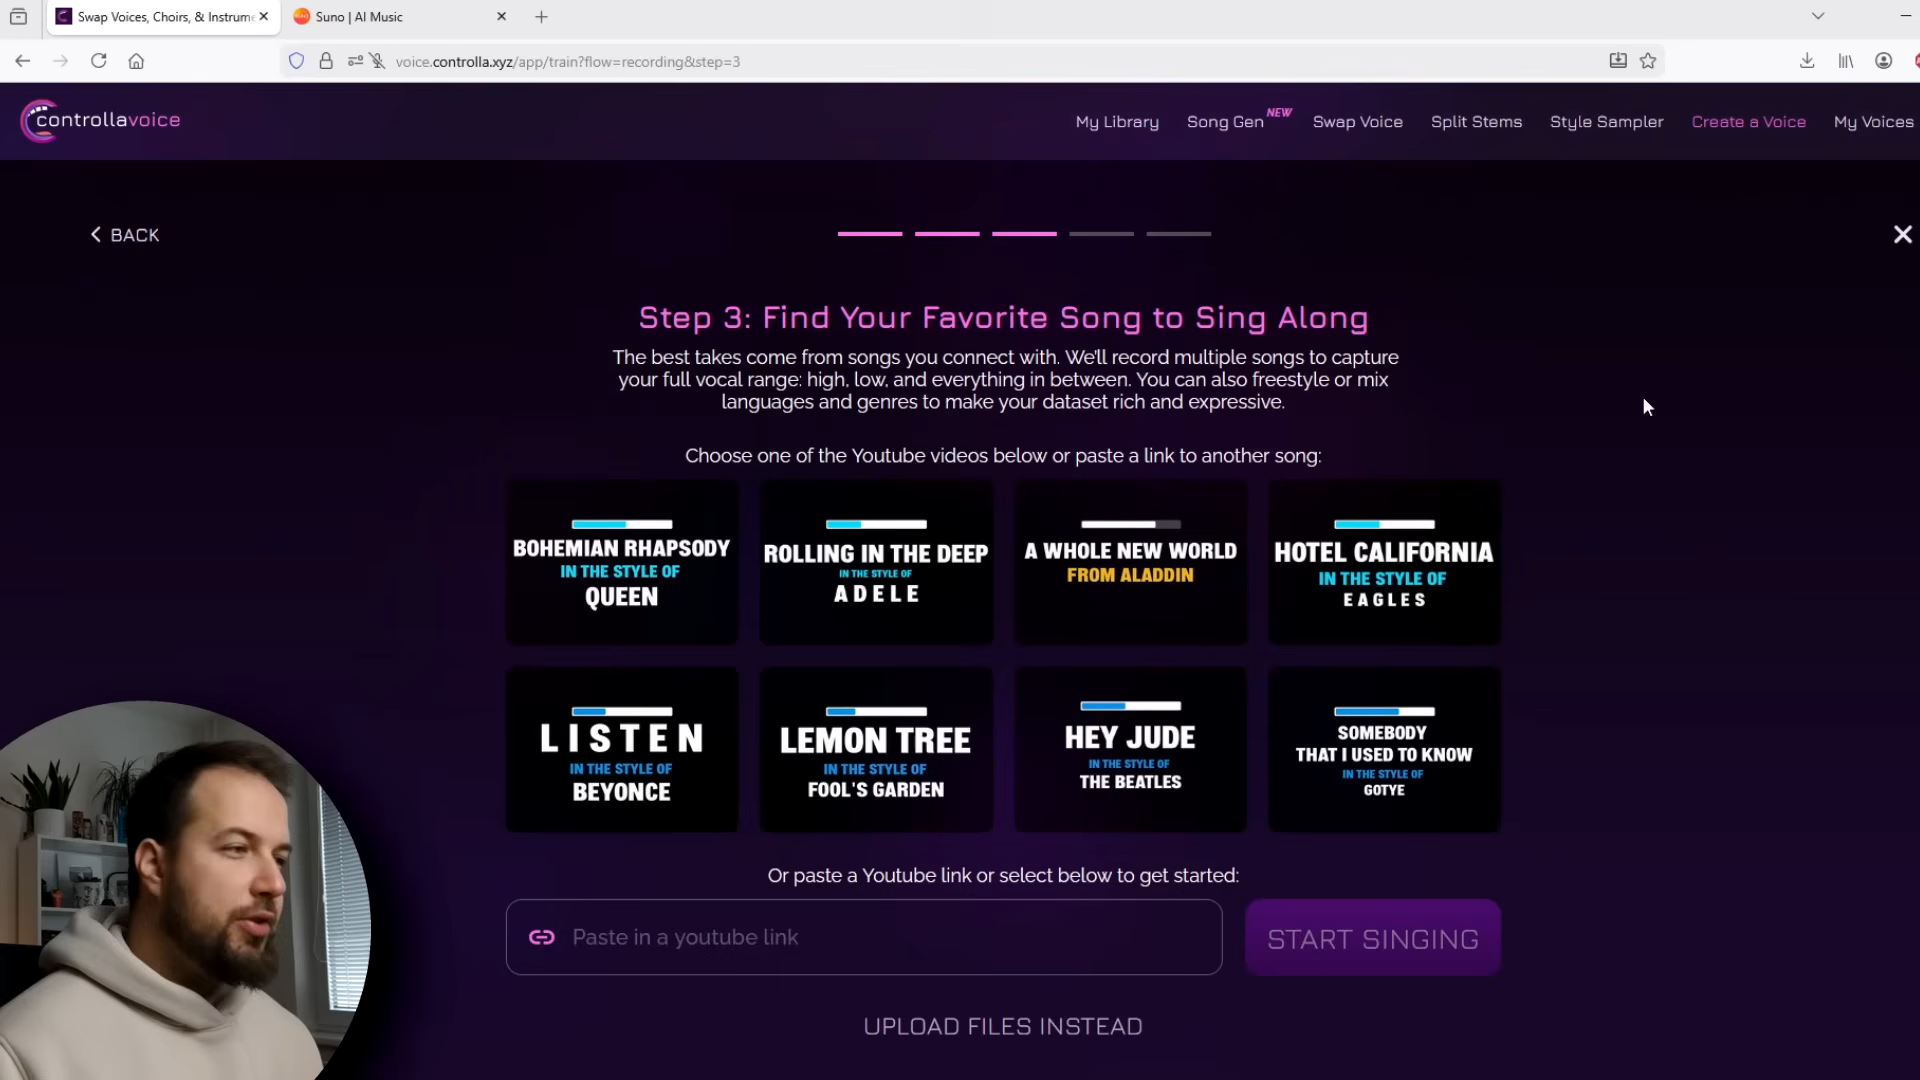 Swap Voices, Choirs, & Instrume
Suno | AI Music
voice.controlla.xyz/app/train?flow=recording&step=3
controllavoice
My Library
Song Gen NEW
Swap Voice
Split Stems
Style Sampler
Create a Voice
My Voices
BACK
Step 3: Find Your Favorite Song to Sing Along
The best takes come from songs you connect with. We'll record multiple songs to capture
your full vocal range: high, low, and everything in between. You can also freestyle or mix
languages and genres to make your dataset rich and expressive.
Choose one of the Youtube videos below or paste a link to another song:
BOHEMIAN RHAPSODY
IN THE STYLE OF
QUEEN
ROLLING IN THE DEEP
IN THE STYLE OF
ADELE
A WHOLE NEW WORLD
FROM ALADDIN
HOTEL CALIFORNIA
IN THE STYLE OF
EAGLES
LISTEN
IN THE STYLE OF
BEYONCE
LEMON TREE
IN THE STYLE OF
FOOL'S GARDEN
HEY JUDE
IN THE STYLE OF
THE BEATLES
SOMEBODY
THAT I USED TO KNOW
IN THE STYLE OF
GOTYE
Or paste a Youtube link or select below to get started:
Paste in a youtube link
START SINGING
UPLOAD FILES INSTEAD